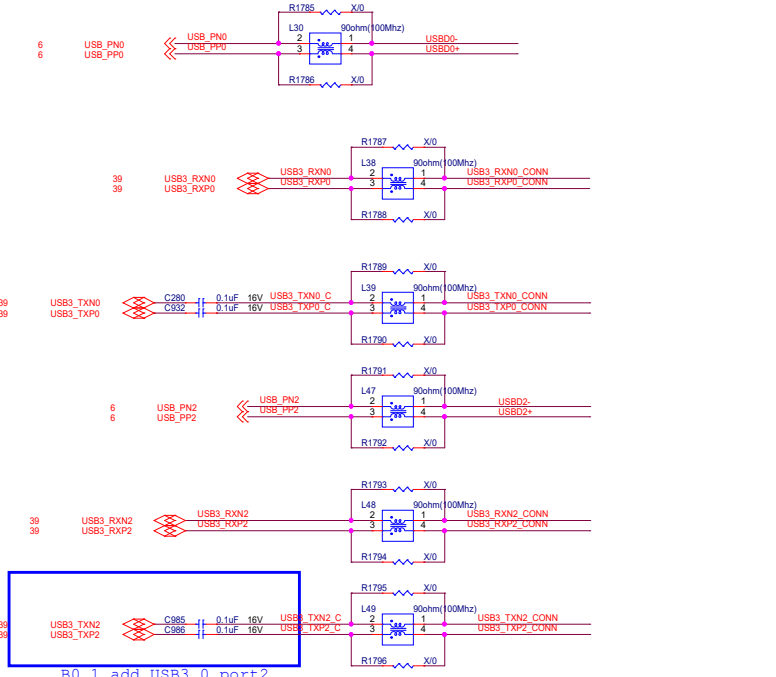 R1785 X/0
L30 90ohm(100Mhz)
6 USB_PN0 USB_PN0 2 1 USBD0-
6 USB_PP0 USB_PP0 3 4 USBD0+
R1786 X/0
R1787 X/0
L38 90ohm(100Mhz)
39 USB3_RXN0 USB3_RXN0 2 1 USB3_RXN0_CONN
39 USB3_RXP0 USB3_RXP0 3 4 USB3_RXP0_CONN
R1788 X/0
R1789 X/0
L39 90ohm(100Mhz)
39 USB3_TXN0 C280 0.1uF 16V USB3_TXN0_C 2 1 USB3_TXN0_CONN
39 USB3_TXP0 C932 0.1uF 16V USB3_TXP0_C 3 4 USB3_TXP0_CONN
R1790 X/0
R1791 X/0
L47 90ohm(100Mhz)
6 USB_PN2 USB_PN2 2 1 USBD2-
6 USB_PP2 USB_PP2 3 4 USBD2+
R1792 X/0
R1793 X/0
L48 90ohm(100Mhz)
39 USB3_RXN2 USB3_RXN2 2 1 USB3_RXN2_CONN
39 USB3_RXP2 USB3_RXP2 3 4 USB3_RXP2_CONN
R1794 X/0
R1795 X/0
L49 90ohm(100Mhz)
39 USB3_TXN2 C985 0.1uF 16V USB3_TXN2_C 2 1 USB3_TXN2_CONN
39 USB3_TXP2 C986 0.1uF 16V USB3_TXP2_C 3 4 USB3_TXP2_CONN
R1796 X/0
B0.1 add USB3.0 port2